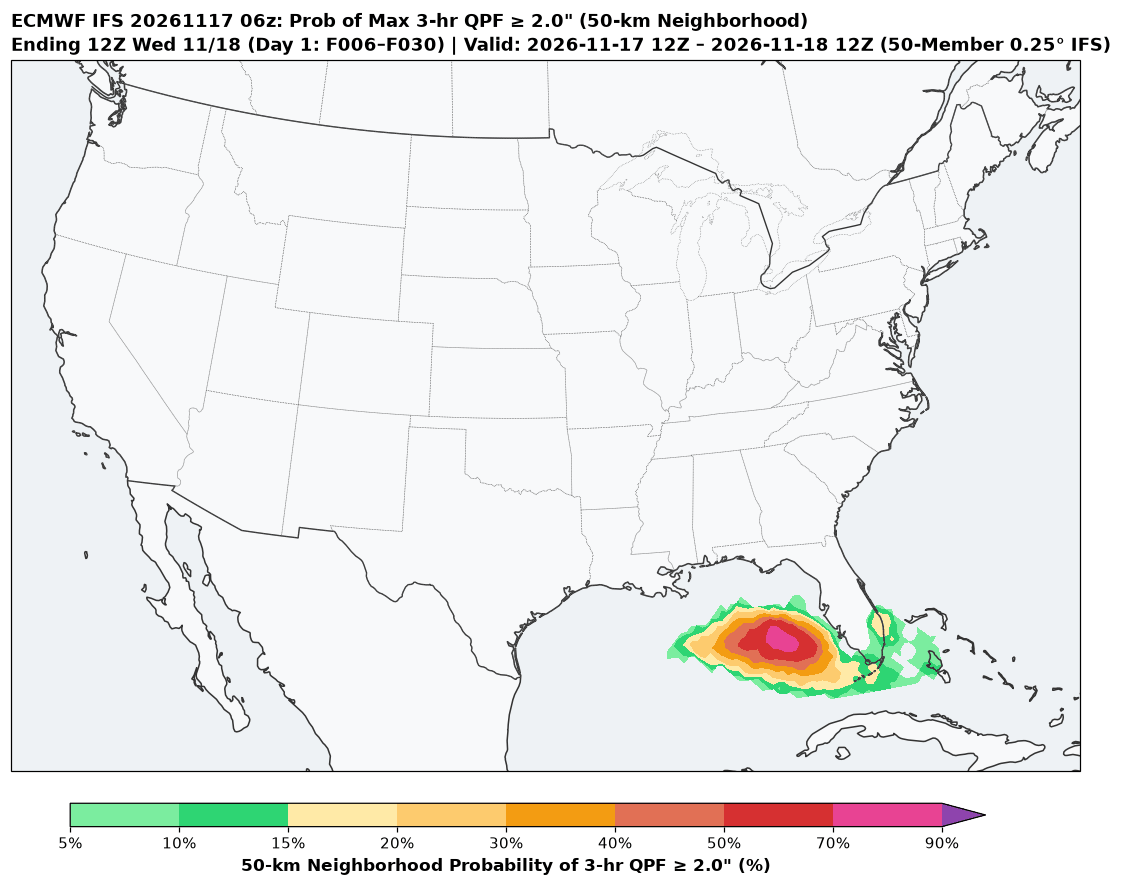 ECMWF IFS 20261117 06z: Prob of Max 3-hr QPF ≥ 2.0" (50-km Neighborhood)
Ending 12Z Wed 11/18 (Day 1: F006–F030) | Valid: 2026-11-17 12Z – 2026-11-18 12Z (50-Member 0.25° IFS)
5% 10% 15% 20% 30% 40% 50% 70% 90%
50-km Neighborhood Probability of 3-hr QPF ≥ 2.0" (%)